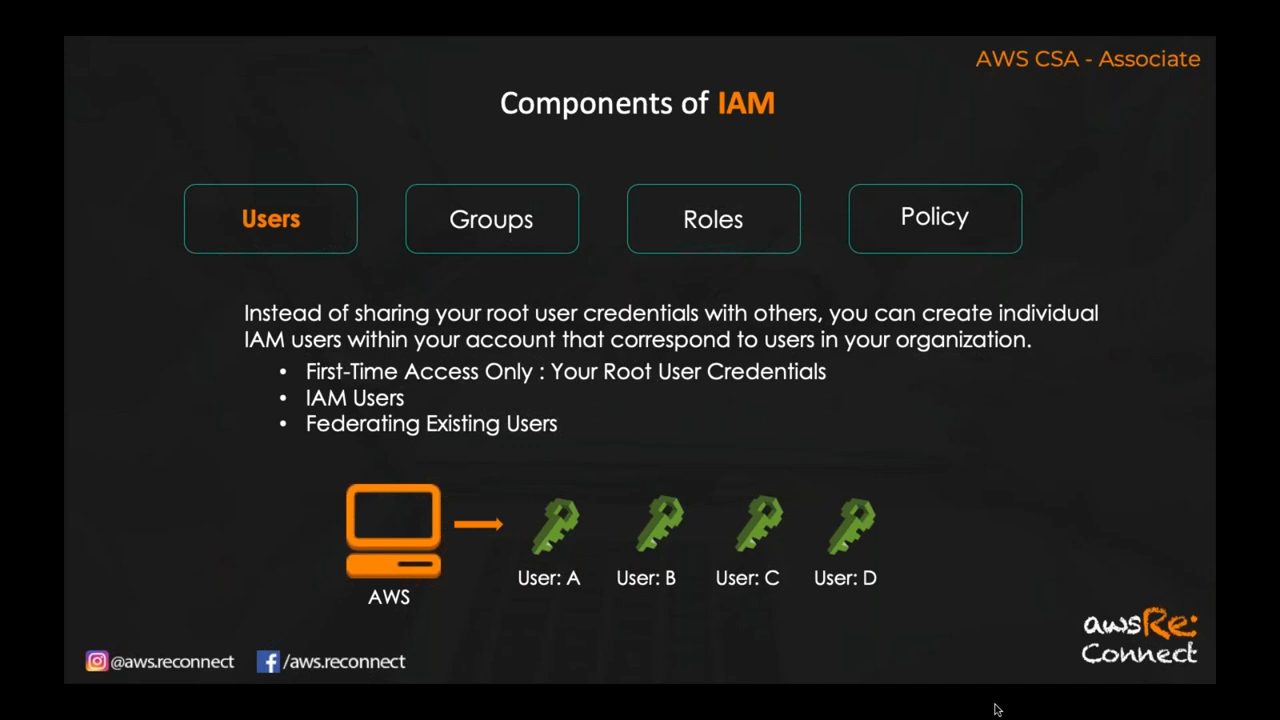 AWS CSA - Associate
Components of IAM
Users
Groups
Roles
Policy
Instead of sharing your root user credentials with others, you can create individual
IAM users within your account that correspond to users in your organization.
• First-Time Access Only : Your Root User Credentials
• IAM Users
• Federating Existing Users
AWS
User: A
User: B
User: C
User: D
@aws.reconnect
/aws.reconnect
awsRe:
Connect